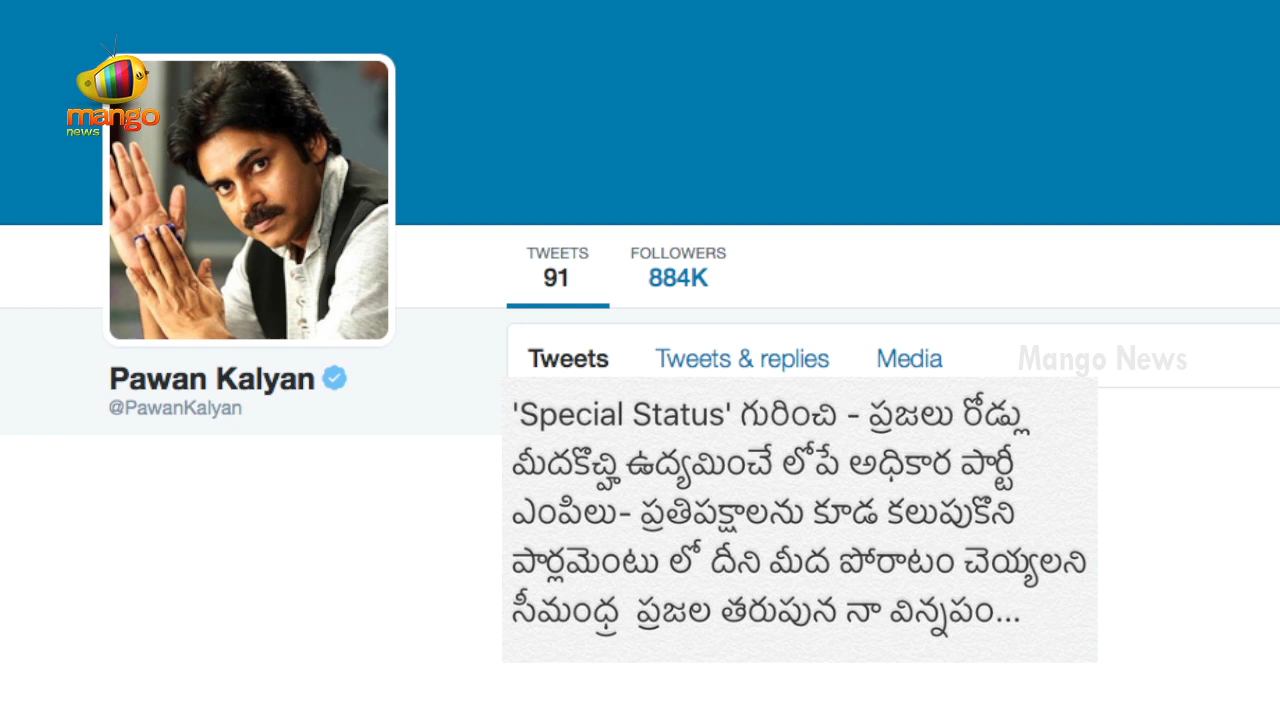 mango
news
TWEETS
91
FOLLOWERS
884K
Pawan Kalyan
@PawanKalyan
Tweets
Tweets & replies
Media
Mango News
'Special Status' గురించి - ప్రజలు రోడ్లు
మీదకొచ్హి ఉద్యమించే లోపే అధికార పార్టీ
ఎంపిలు- ప్రతిపక్షాలను కూడ కలుపుకొని
పార్లమెంటు లో దీని మీద పోరాటం చెయ్యలని
సీమంధ్ర ప్రజల తరుపున నా విన్నపం...